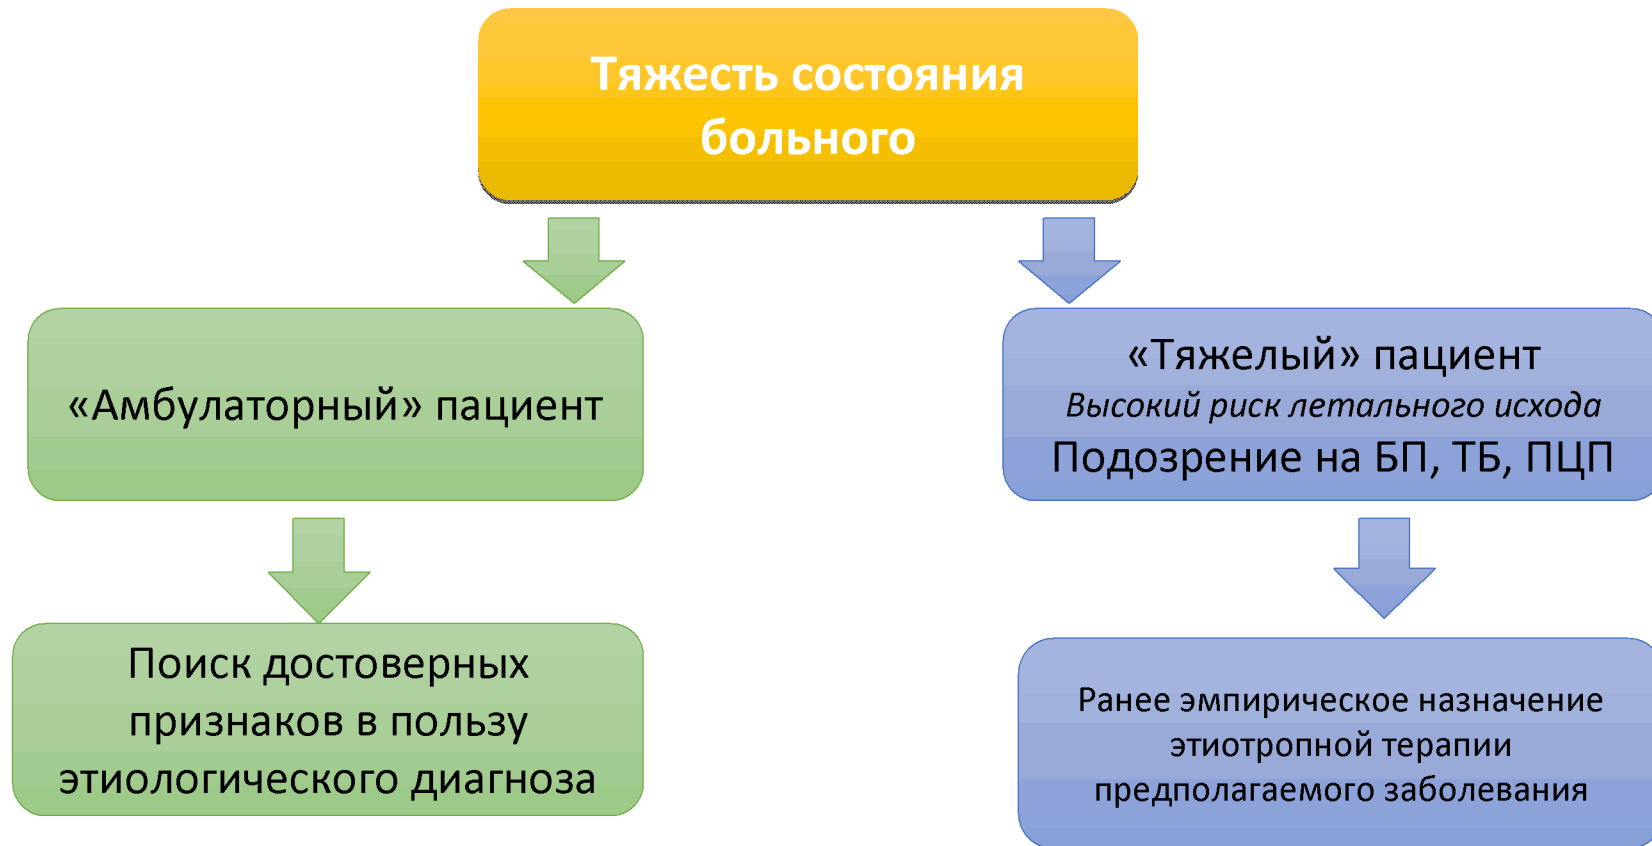 Тяжесть состояния
больного
«Амбулаторный» пациент
«Тяжелый» пациент
Высокий риск летального исхода
Подозрение на БП, ТБ, ПЦП
Поиск достоверных
признаков в пользу
этиологического диагноза
Ранее эмпирическое назначение
этиотропной терапии
предполагаемого заболевания